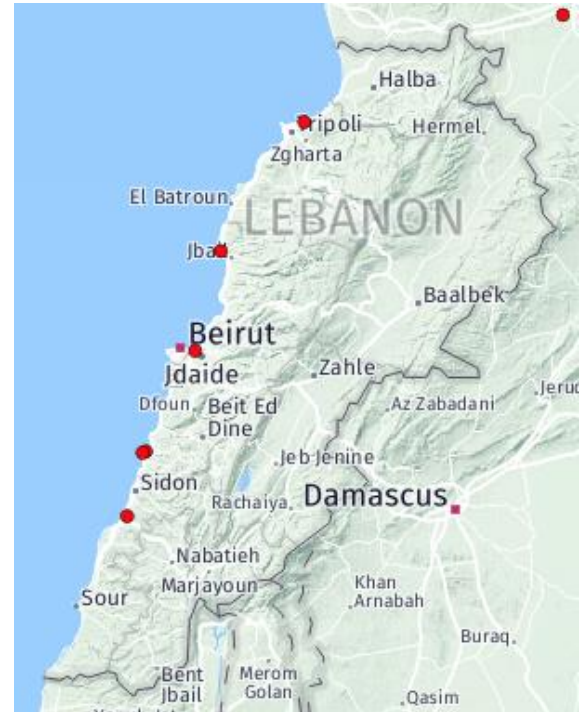 Halba
Tripoli
Hermel
Zgharta
El Batroun
LEBANON
Jbail
Baalbek
Beirut
Jdaide
Zahle
Dfoun
Beit Ed
Dine
Az Zabadani
Jeb Jenine
Sidon
Rachaiya
Damascus
Nabatieh
Marjayoun
Khan
Arnabah
Sour
Buraq
Bent
Jbail
Merom
Golan
Qasim